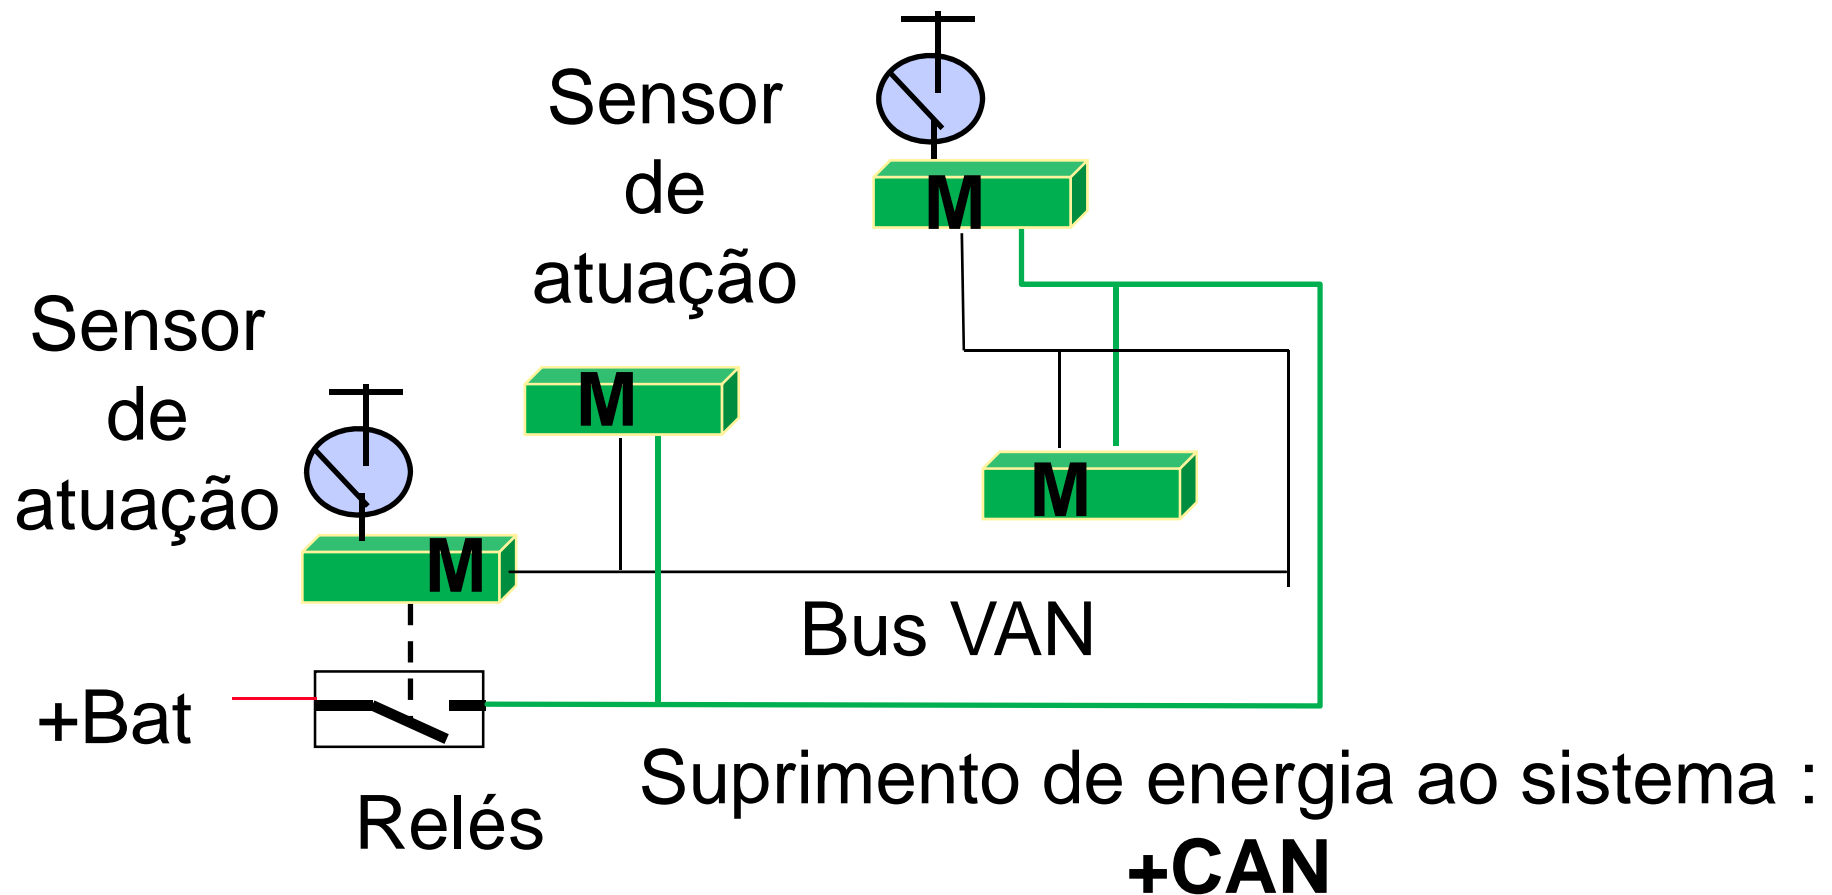 Sensor
de
atuação
M
Sensor
de
atuação
M
M
M
Bus VAN
+Bat
Relés
Suprimento de energia ao sistema :
+CAN